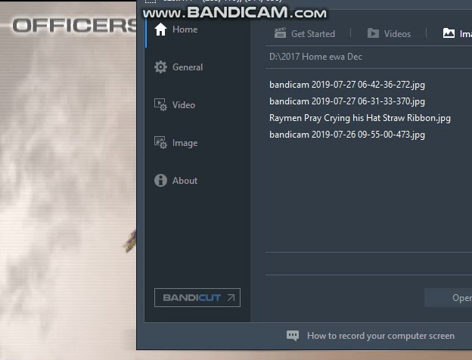 www.BANDICAM.com
OFFICERS
Home
Get Started
Videos
D:\2017 Home ewa Dec
General
bandicam 2019-07-27 06-42-36-272.jpg
bandicam 2019-07-27 06-31-33-370.jpg
Video
Raymen Pray Crying his Hat Straw Ribbon.jpg
bandicam 2019-07-26 09-55-00-473.jpg
Image
About
BANDICUT
How to record your computer screen